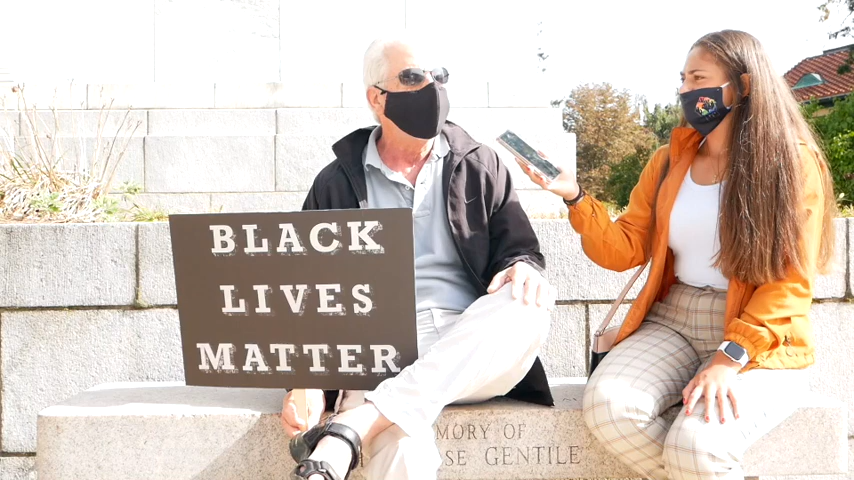 BLACK
LIVES
MATTER
MORY OF
SE GENTILE